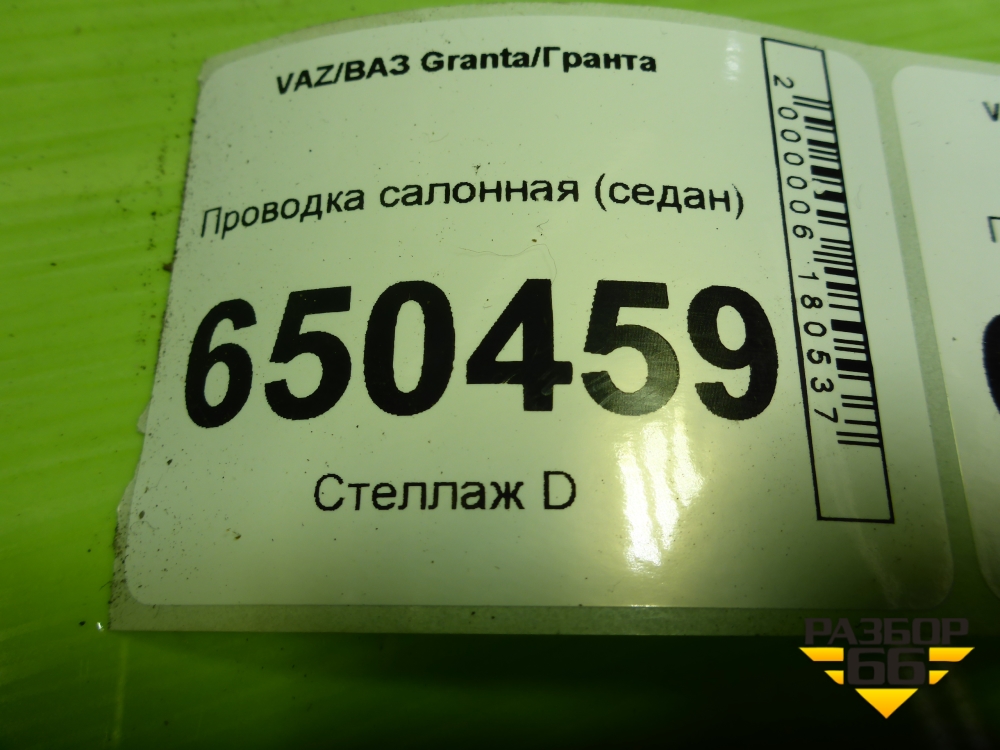 VAZ/ВАЗ Granta/Гранта
Проводка салонная (седан)
650459
Стеллаж D
2000006180537
РАЗБОР
66